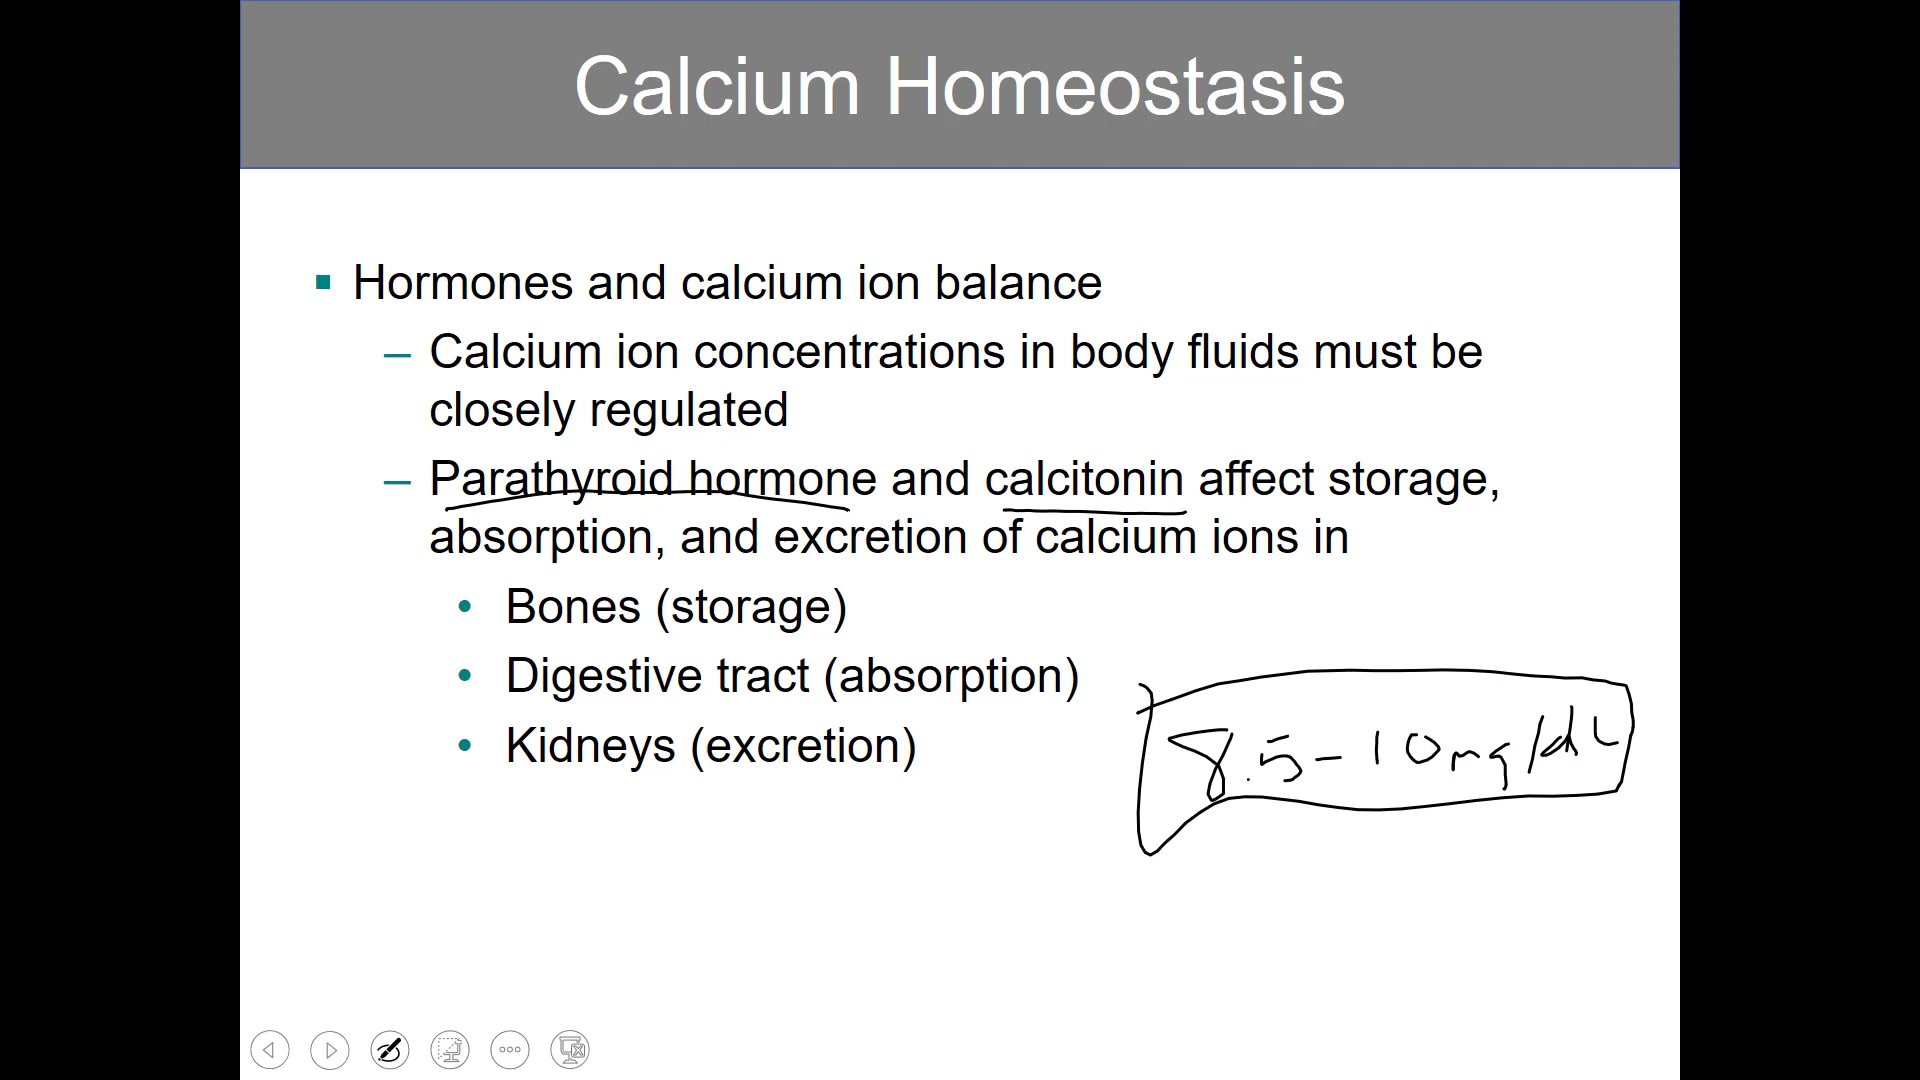 Calcium Homeostasis
▪ Hormones and calcium ion balance
– Calcium ion concentrations in body fluids must be
closely regulated
– Parathyroid hormone and calcitonin affect storage,
absorption, and excretion of calcium ions in
• Bones (storage)
• Digestive tract (absorption)
• Kidneys (excretion)
8.5-10mg/dL